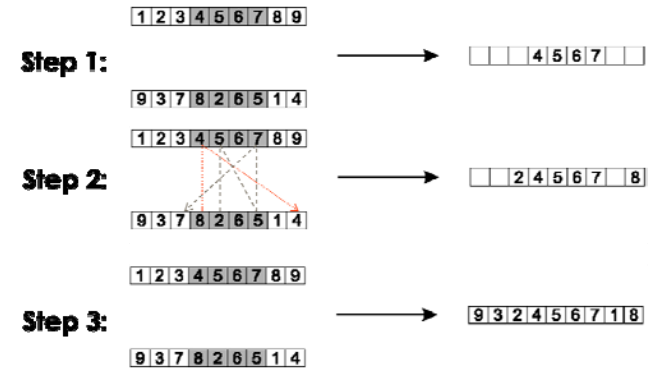 1 2 3 4 5 6 7 8 9
Step 1:
4 5 6 7
9 3 7 8 2 6 5 1 4
1 2 3 4 5 6 7 8 9
Step 2:
2 4 5 6 7 8
9 3 7 8 2 6 5 1 4
1 2 3 4 5 6 7 8 9
Step 3:
9 3 2 4 5 6 7 1 8
9 3 7 8 2 6 5 1 4